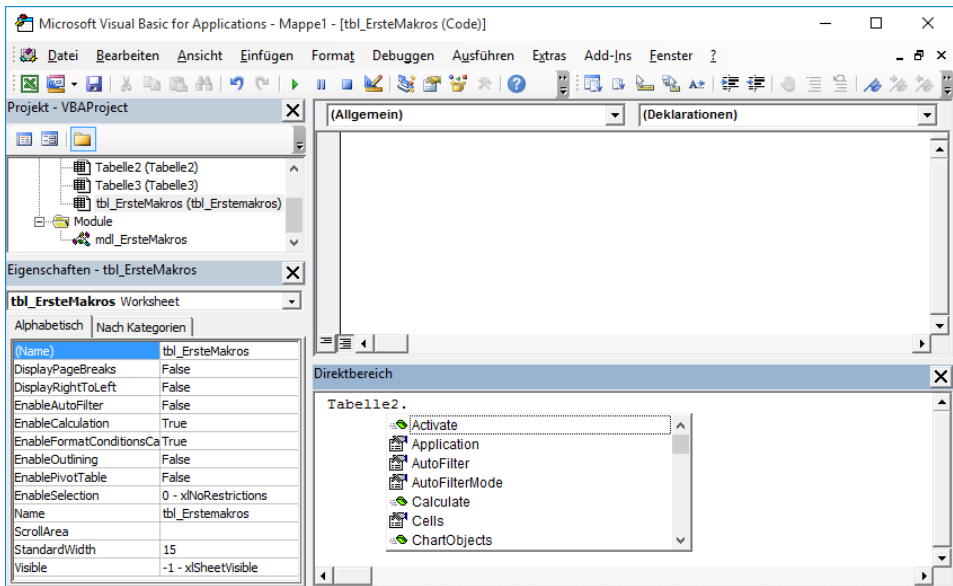 Microsoft Visual Basic for Applications - Mappe1 - [tbl_ErsteMakros (Code)]
Datei Bearbeiten Ansicht Einfügen Format Debuggen Ausführen Extras Add-Ins Fenster ?
Projekt - VBAProject
Tabelle2 (Tabelle2)
Tabelle3 (Tabelle3)
tbl_ErsteMakros (tbl_Erstemakros)
Module
mdl_ErsteMakros
Eigenschaften - tbl_ErsteMakros
tbl_ErsteMakros Worksheet
Alphabetisch Nach Kategorien
(Name) tbl_ErsteMakros
DisplayPageBreaks False
DisplayRightToLeft False
EnableAutoFilter False
EnableCalculation True
EnableFormatConditionsCa True
EnableOutlining False
EnablePivotTable False
EnableSelection 0 - xlNoRestrictions
Name tbl_Erstemakros
ScrollArea
StandardWidth 15
Visible -1 - xlSheetVisible
(Allgemein) (Deklarationen)
Direktbereich
Tabelle2.
Activate
Application
AutoFilter
AutoFilterMode
Calculate
Cells
ChartObjects